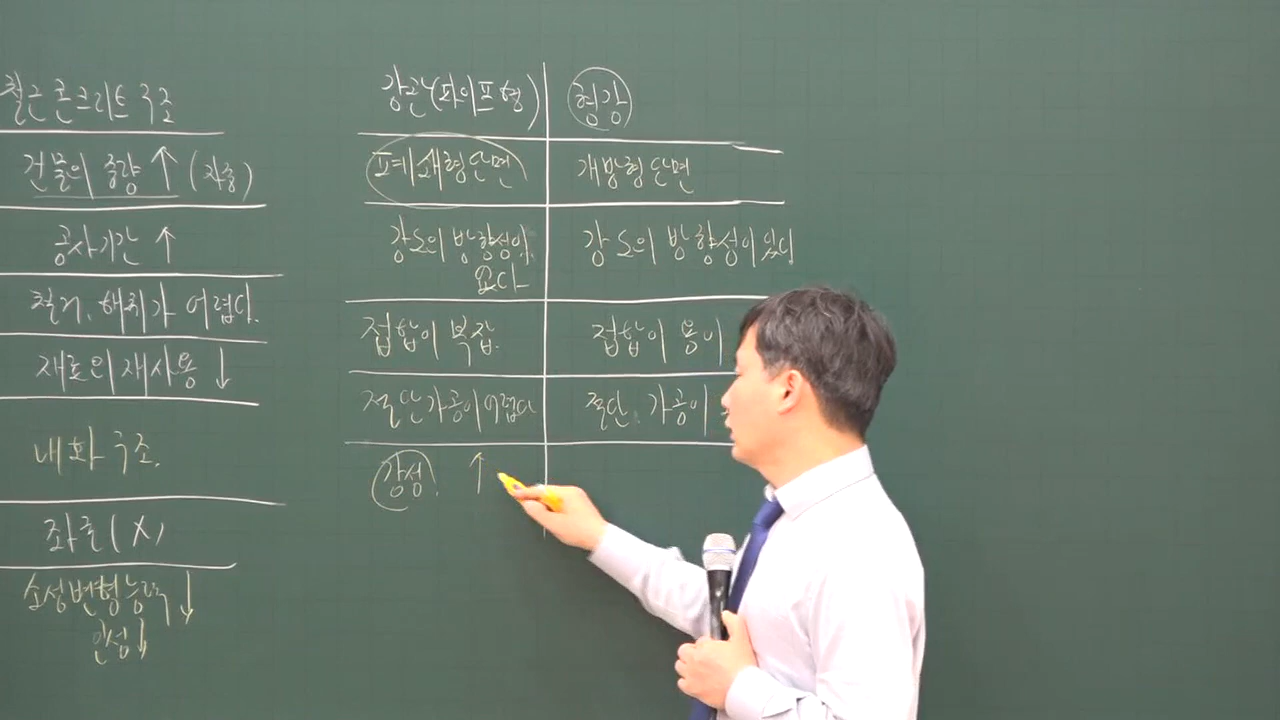 철근콘크리트 구조
건물의 중량 ↑ (자중)
공사기간 ↑
철거, 해체가 어렵다.
재료의 재사용 ↓
내화구조.
좌굴(X)
소성변형능력 ↓
인성 ↓
강관(파이프형)
형강
폐쇄형단면
개방형단면
강도의 방향성이
없다
강도의 방향성이 있다
접합이 복잡.
접합이 용이
절단가공이어렵다
절단. 가공이
강성. ↑